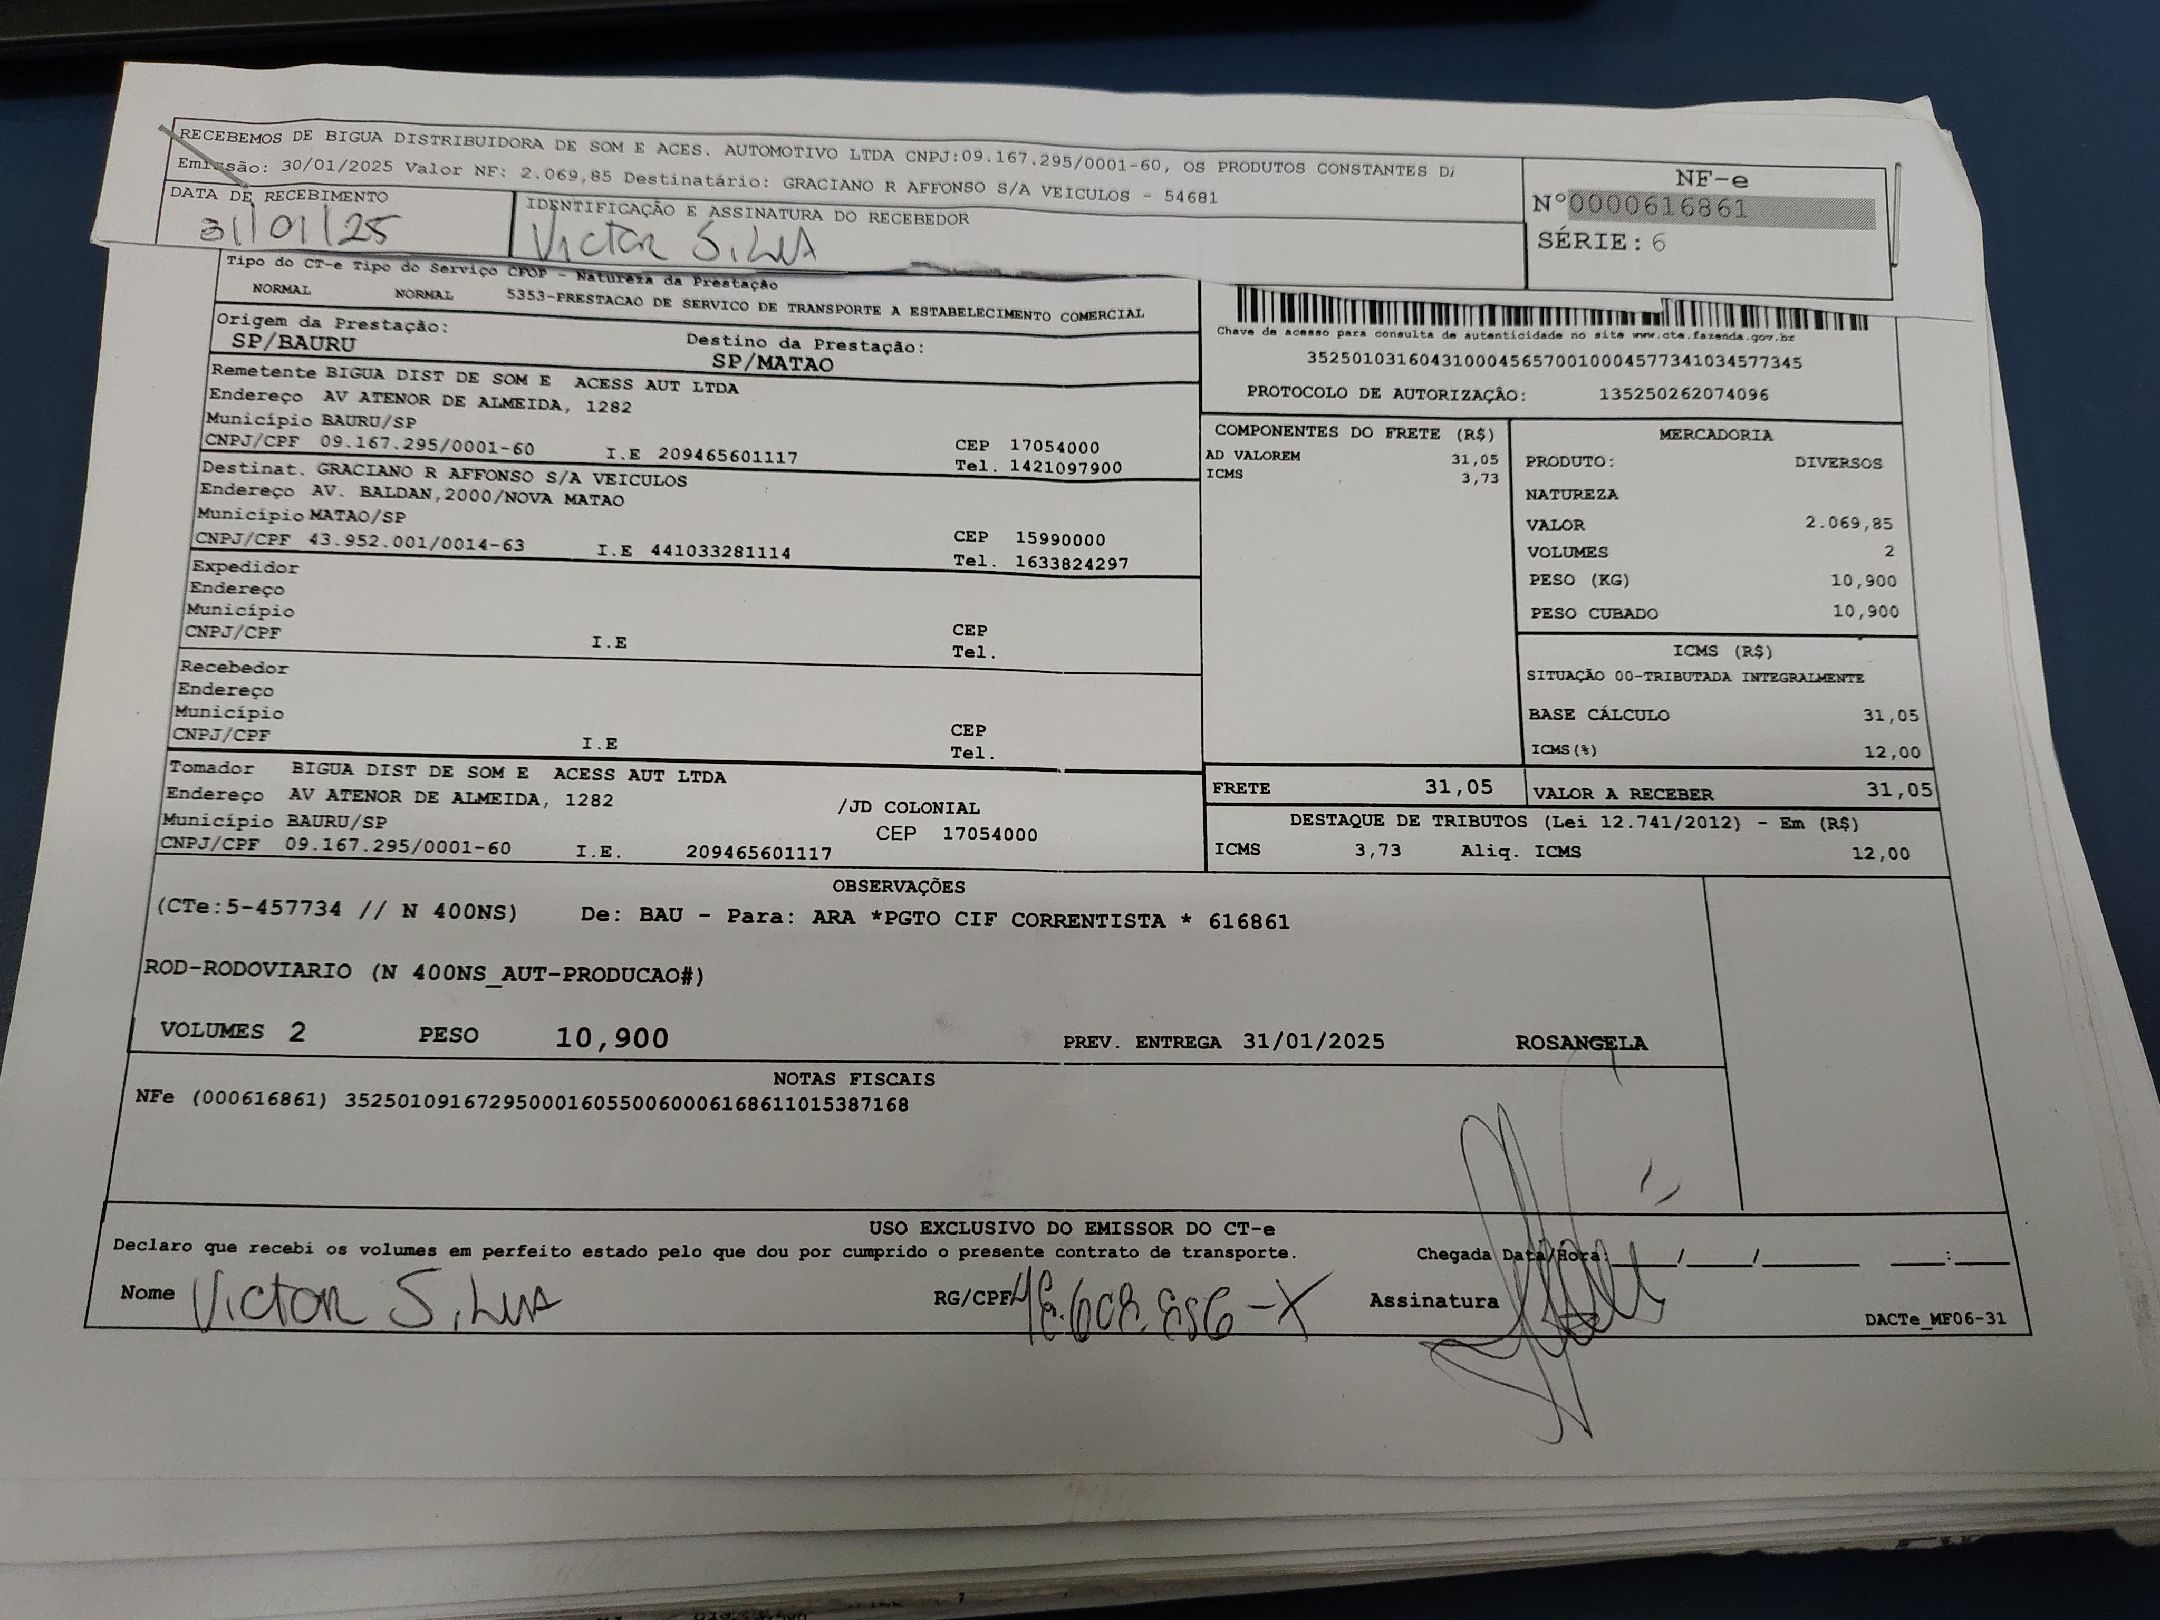 RECEBEMOS DE BIGUA DISTRIBUIDORA DE SOM E ACES. AUTOMOTIVO LTDA CNPJ:09.167.295/0001-60, OS PRODUTOS CONSTANTES DA
Emissão: 30/01/2025 Valor NF: 2.069,85 Destinatário: GRACIANO R AFFONSO S/A VEICULOS - 54681
DATA DE RECEBIMENTO
31/01/25
IDENTIFICAÇÃO E ASSINATURA DO RECEBEDOR
Victor Silva
NF-e
N°0000616861
SÉRIE: 6
Tipo do CT-e Tipo do Serviço CFOP - Natureza da Prestação
NORMAL NORMAL 5353-PRESTACAO DE SERVICO DE TRANSPORTE A ESTABELECIMENTO COMERCIAL
Origem da Prestação: Destino da Prestação:
SP/BAURU SP/MATAO
Chave de acesso para consulta de autenticidade no site www.cte.fazenda.gov.br
35250103160431000456570010004577341034577345
PROTOCOLO DE AUTORIZAÇÃO: 135250262074096
Remetente BIGUA DIST DE SOM E ACESS AUT LTDA
Endereço AV ATENOR DE ALMEIDA, 1282
Município BAURU/SP
CNPJ/CPF 09.167.295/0001-60 I.E 209465601117
CEP 17054000
Tel. 1421097900
Destinat. GRACIANO R AFFONSO S/A VEICULOS
Endereço AV. BALDAN,2000/NOVA MATAO
Município MATAO/SP
CNPJ/CPF 43.952.001/0014-63 I.E 441033281114
CEP 15990000
Tel. 1633824297
Expedidor
Endereço
Município
CNPJ/CPF I.E
CEP
Tel.
Recebedor
Endereço
Município
CNPJ/CPF I.E
CEP
Tel.
Tomador BIGUA DIST DE SOM E ACESS AUT LTDA
Endereço AV ATENOR DE ALMEIDA, 1282 /JD COLONIAL
Município BAURU/SP CEP 17054000
CNPJ/CPF 09.167.295/0001-60 I.E. 209465601117
COMPONENTES DO FRETE (R$)
AD VALOREM 31,05
ICMS 3,73
MERCADORIA
PRODUTO: DIVERSOS
NATUREZA
VALOR 2.069,85
VOLUMES 2
PESO (KG) 10,900
PESO CUBADO 10,900
ICMS (R$)
SITUAÇÃO 00-TRIBUTADA INTEGRALMENTE
BASE CÁLCULO 31,05
ICMS(%) 12,00
FRETE 31,05 VALOR A RECEBER 31,05
DESTAQUE DE TRIBUTOS (Lei 12.741/2012) - Em (R$)
ICMS 3,73 Aliq. ICMS 12,00
OBSERVAÇÕES
(CTe:5-457734 // N 400NS) De: BAU - Para: ARA *PGTO CIF CORRENTISTA * 616861
ROD-RODOVIARIO (N 400NS_AUT-PRODUCAO#)
VOLUMES 2 PESO 10,900 PREV. ENTREGA 31/01/2025 ROSANGELA
NOTAS FISCAIS
NFe (000616861) 35250109167295000160550060006168611015387168
USO EXCLUSIVO DO EMISSOR DO CT-e
Declaro que recebi os volumes em perfeito estado pelo que dou por cumprido o presente contrato de transporte. Chegada Data/Hora: / / :
Nome Victor Silva RG/CPF Assinatura
DACTe_MF06-31